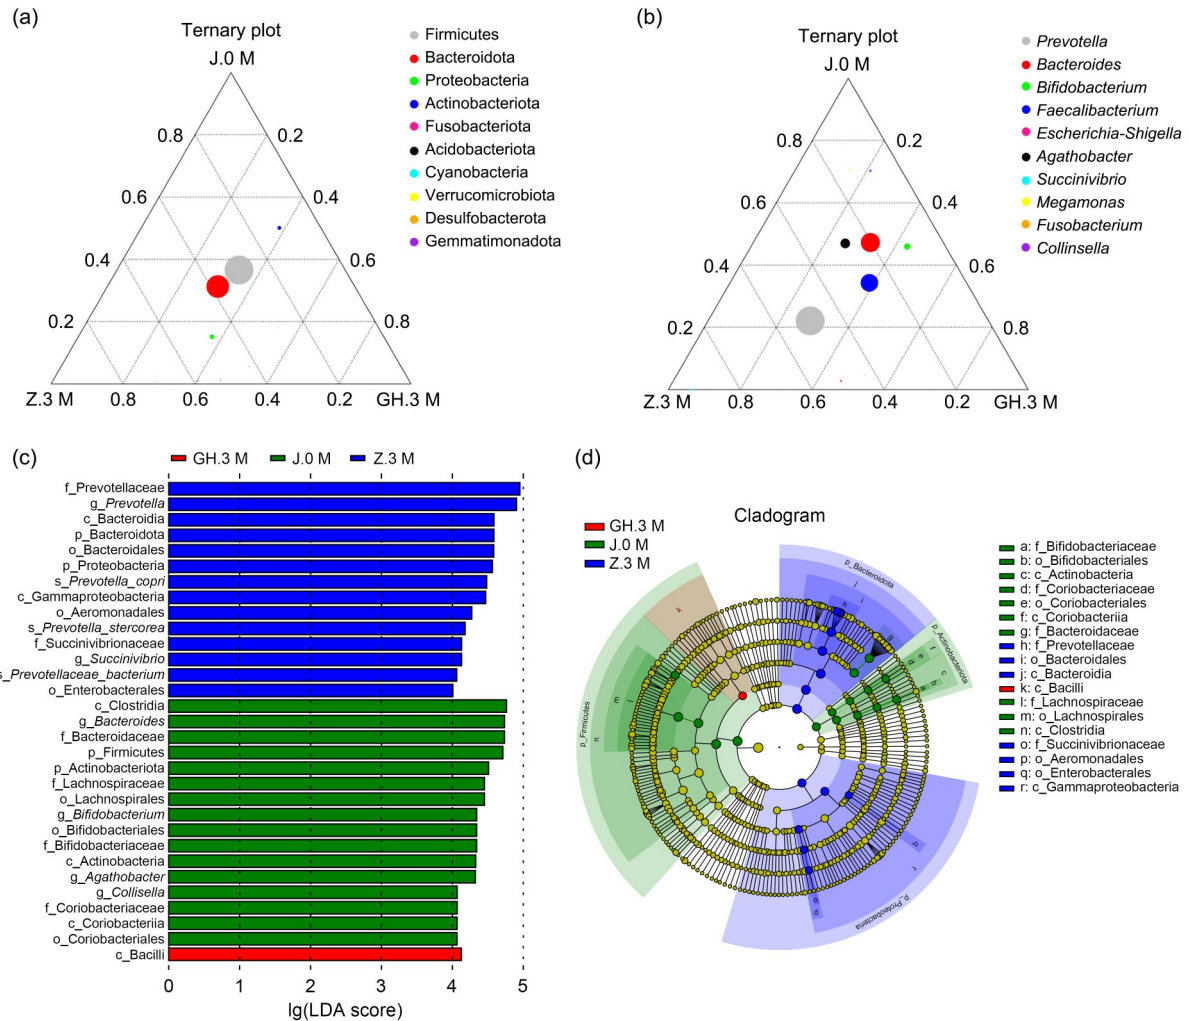 (a)
Ternary plot
J.0 M
0.8
0.2
0.6
0.4
0.4
0.6
0.2
0.8
Z.3 M
0.8
0.6
0.4
0.2
GH.3 M
Firmicutes
Bacteroidota
Proteobacteria
Actinobacteriota
Fusobacteriota
Acidobacteriota
Cyanobacteria
Verrucomicrobiota
Desulfobacterota
Gemmatimonadota
(b)
Ternary plot
J.0 M
0.8
0.2
0.6
0.4
0.4
0.6
0.2
0.8
Z.3 M
0.8
0.6
0.4
0.2
GH.3 M
Prevotella
Bacteroides
Bifidobacterium
Faecalibacterium
Escherichia-Shigella
Agathobacter
Succinivibrio
Megamonas
Fusobacterium
Collinsella
(c)
GH.3 M
J.0 M
Z.3 M
f_Prevotellaceae
g_Prevotella
c_Bacteroidia
p_Bacteroidota
o_Bacteroidales
p_Proteobacteria
s_Prevotella_copri
c_Gammaproteobacteria
o_Aeromonadales
s_Prevotella_stercorea
f_Succinivibrionaceae
g_Succinivibrio
s_Prevotellaceae_bacterium
o_Enterobacterales
c_Clostridia
g_Bacteroides
f_Bacteroidaceae
p_Firmicutes
p_Actinobacteriota
f_Lachnospiraceae
o_Lachnospirales
g_Bifidobacterium
o_Bifidobacteriales
f_Bifidobacteriaceae
c_Actinobacteria
g_Agathobacter
g_Collisella
f_Coriobacteriaceae
c_Coriobacteriia
o_Coriobacteriales
c_Bacilli
0 1 2 3 4 5
lg(LDA score)
(d)
GH.3 M
J.0 M
Z.3 M
Cladogram
p_Bacteroidota
p_Actinobacteriota
p_Firmicutes
p_Proteobacteria
j
i
h
g
f
e
d
c
b
a
k
m
l
n
q
r
o
p
a: f_Bifidobacteriaceae
b: o_Bifidobacteriales
c: c_Actinobacteria
d: f_Coriobacteriaceae
e: o_Coriobacteriales
f: c_Coriobacteriia
g: f_Bacteroidaceae
h: f_Prevotellaceae
i: o_Bacteroidales
j: c_Bacteroidia
k: c_Bacilli
l: f_Lachnospiraceae
m: o_Lachnospirales
n: c_Clostridia
o: f_Succinivibrionaceae
p: o_Aeromonadales
q: o_Enterobacterales
r: c_Gammaproteobacteria